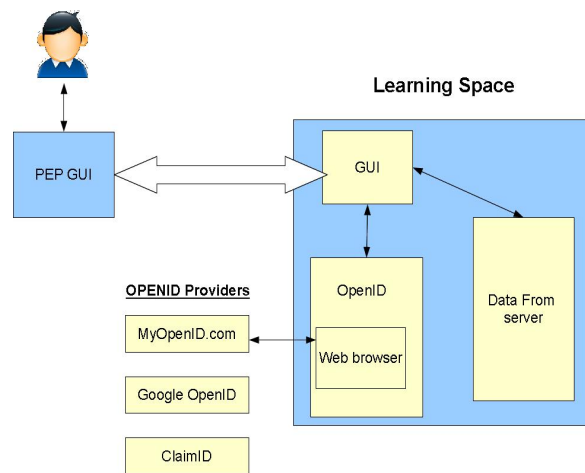 Learning Space
PEP GUI
GUI
OpenID
Web browser
Data From
server
OPENID Providers
MyOpenID.com
Google OpenID
ClaimID